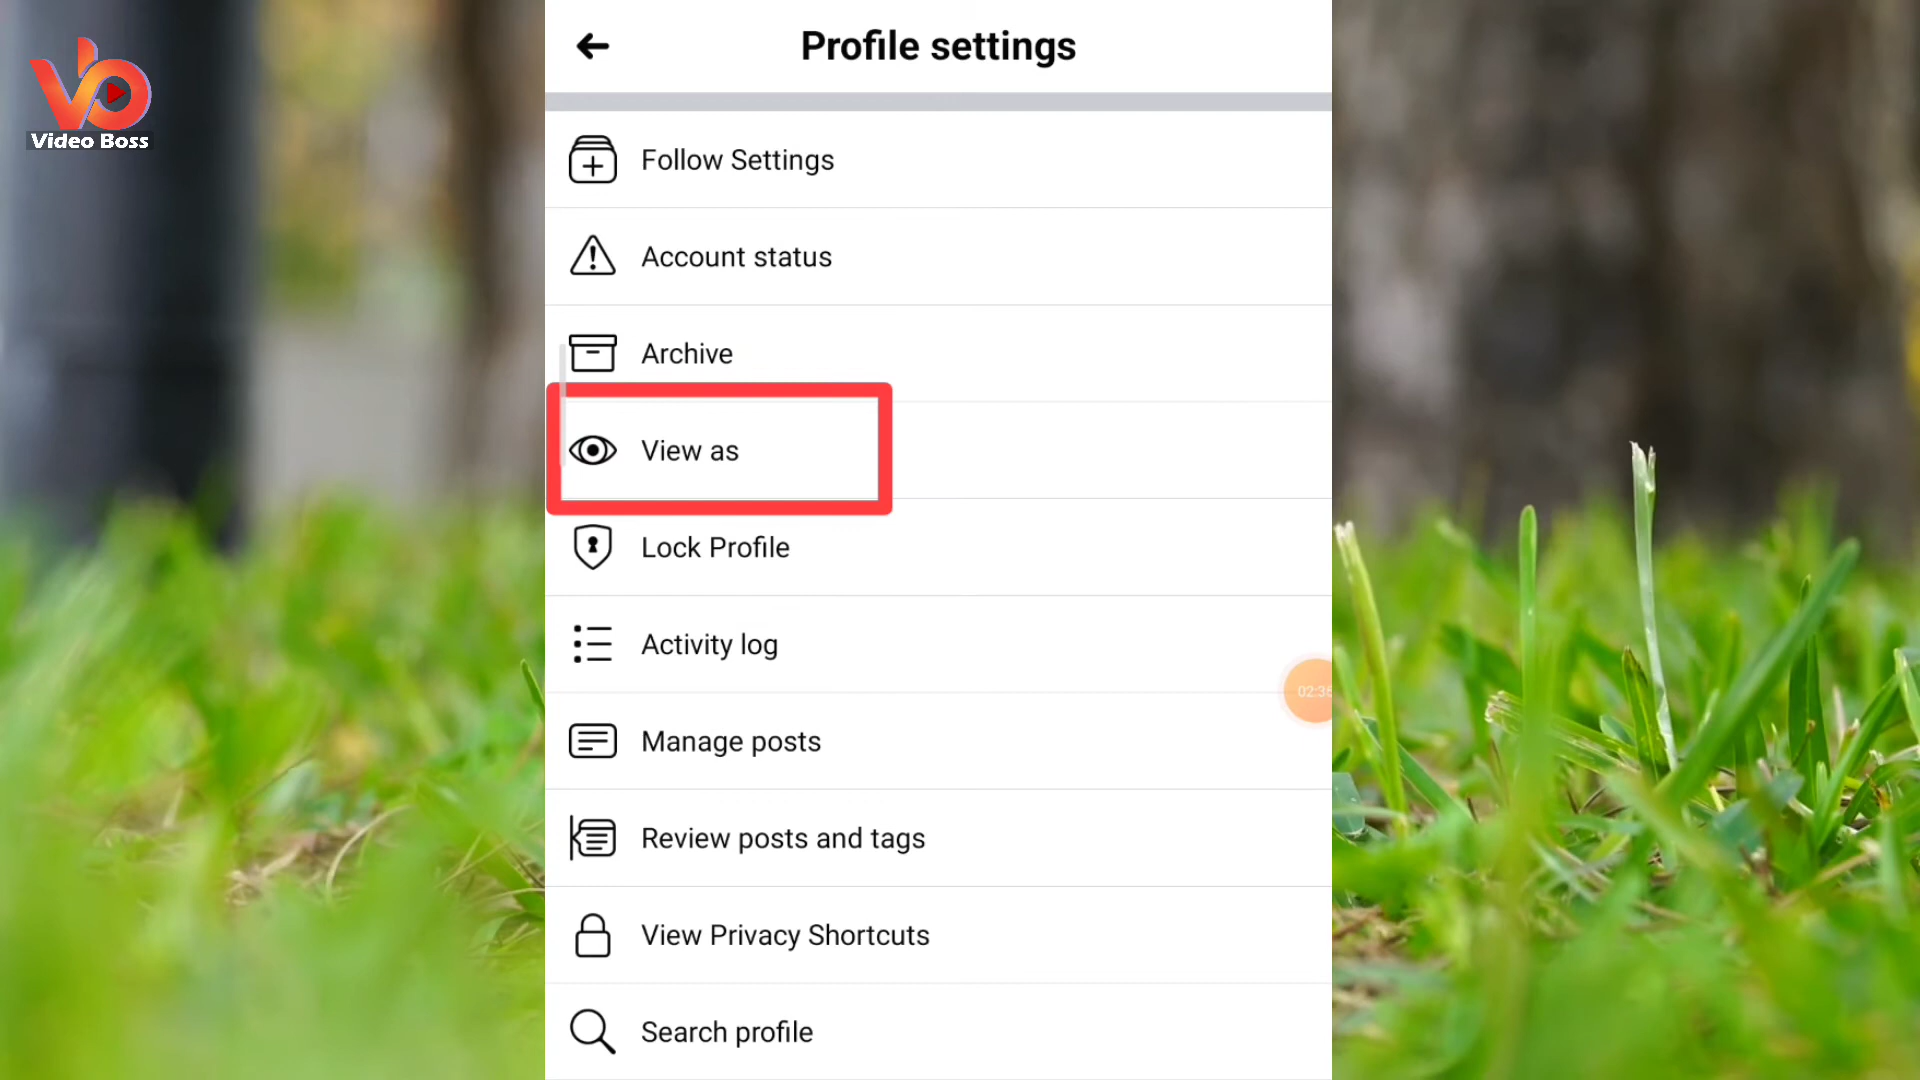 Video Boss
Profile settings
Follow Settings
Account status
Archive
View as
Lock Profile
Activity log
Manage posts
Review posts and tags
View Privacy Shortcuts
Search profile